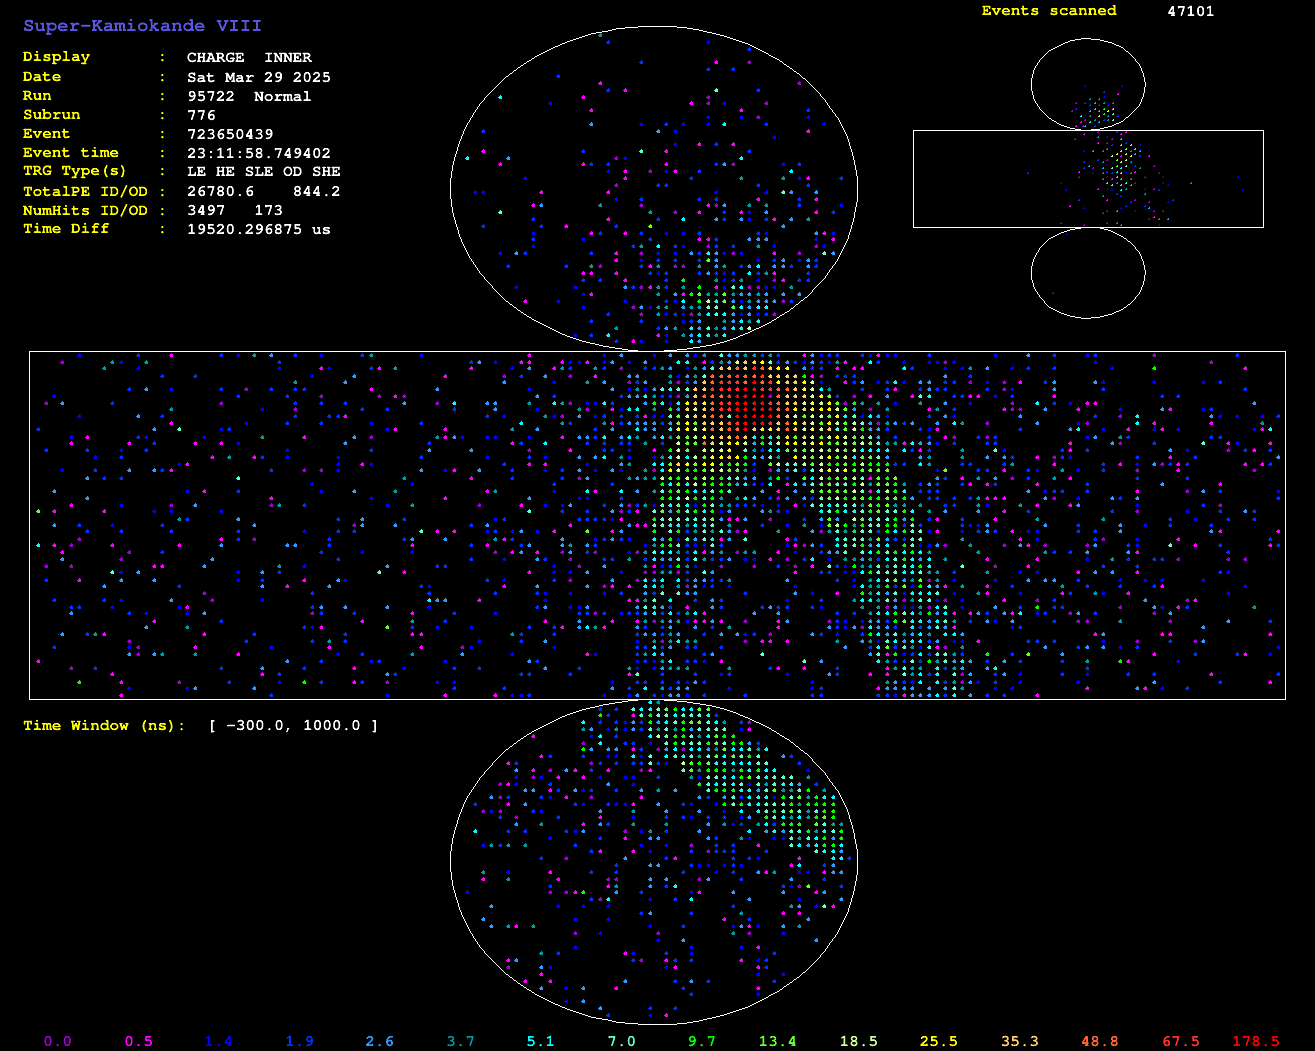 Super-Kamiokande VIII
Events scanned 47101
Display : CHARGE INNER
Date : Sat Mar 29 2025
Run : 95722 Normal
Subrun : 776
Event : 723650439
Event time : 23:11:58.749402
TRG Type(s) : LE HE SLE OD SHE
TotalPE ID/OD : 26780.6 844.2
NumHits ID/OD : 3497 173
Time Diff : 19520.296875 us
Time Window (ns): [ -300.0, 1000.0 ]
0.0 0.5 1.4 1.9 2.6 3.7 5.1 7.0 9.7 13.4 18.5 25.5 35.3 48.8 67.5 178.5